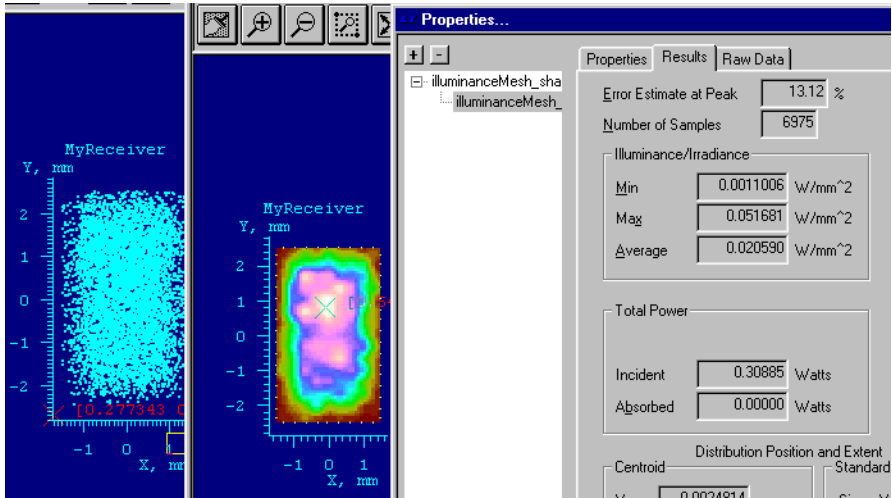 Properties...
illuminanceMesh_sha
illuminanceMesh_
Properties Results Raw Data
Error Estimate at Peak 13.12 %
Number of Samples 6975
Illuminance/Irradiance
Min 0.0011006 W/mm^2
Max 0.051681 W/mm^2
Average 0.020590 W/mm^2
Total Power
Incident 0.30885 Watts
Absorbed 0.00000 Watts
Distribution Position and Extent
Centroid
Standard
0.0024814
MyReceiver
Y, mm
2
1
0
-1
-2
[0.277343
-1 0 1
X, mm
MyReceiver
Y, mm
2
1
0
-1
-2
-1 0 1
X, mm